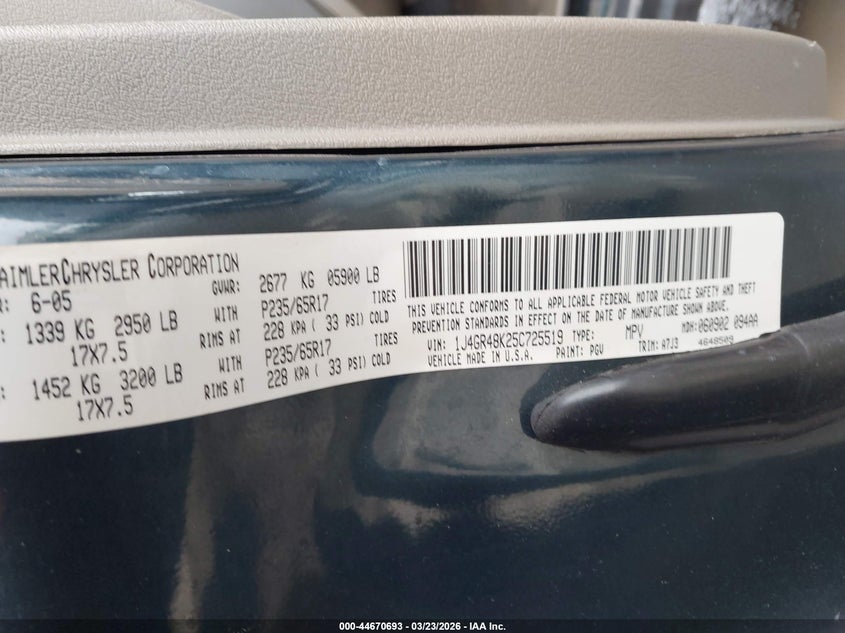 AIMLERCHRYSLER CORPORATION
R: 6-05
GVWR: 2677 KG 05900 LB
: 1339 KG 2950 LB WITH P235/65R17 TIRES
17X7.5 RIMS AT 228 KPA ( 33 PSI) COLD
: 1452 KG 3200 LB WITH P235/65R17 TIRES
17X7.5 RIMS AT 228 KPA ( 33 PSI) COLD
THIS VEHICLE CONFORMS TO ALL APPLICABLE FEDERAL MOTOR VEHICLE SAFETY AND THEFT
PREVENTION STANDARDS IN EFFECT ON THE DATE OF MANUFACTURE SHOWN ABOVE.
VIN: 1J4GR48K25C725519 TYPE: MPV MDH: 060902 094AA
VEHICLE MADE IN U.S.A. PAINT: PGV TRIM: A7J3 4648509
000-44670693 - 03/23/2026 - IAA Inc.